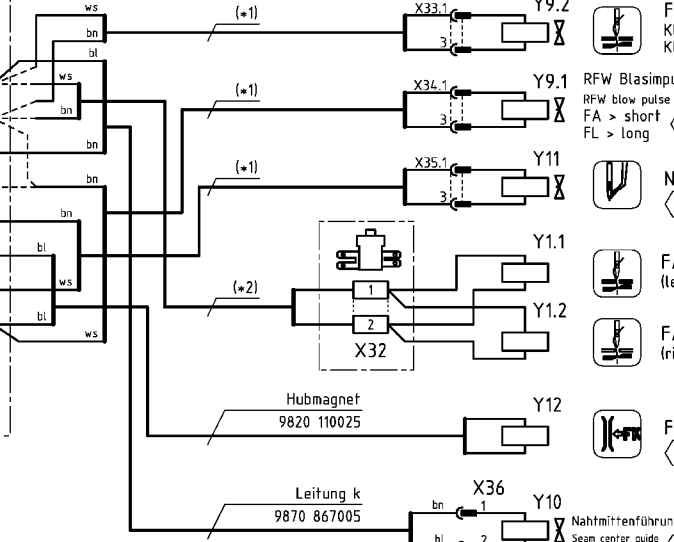 ws
(*1)
X33.1
Y9.2
bn
3
bl
ws
(*1)
X34.1
Y9.1
RFW blow pulse
FA > short
FL > long
bn
3
bn
(*1)
X35.1
Y11
bn
3
bn
bl
Y1.1
ws
(*2)
1
bl
Y1.2
2
ws
X32
Hubmagnet
9820 110025
Y12
Leitung k
9870 867005
X36
bn
1
Y10
bl
2
Nahtmittenführun
Seam center guide